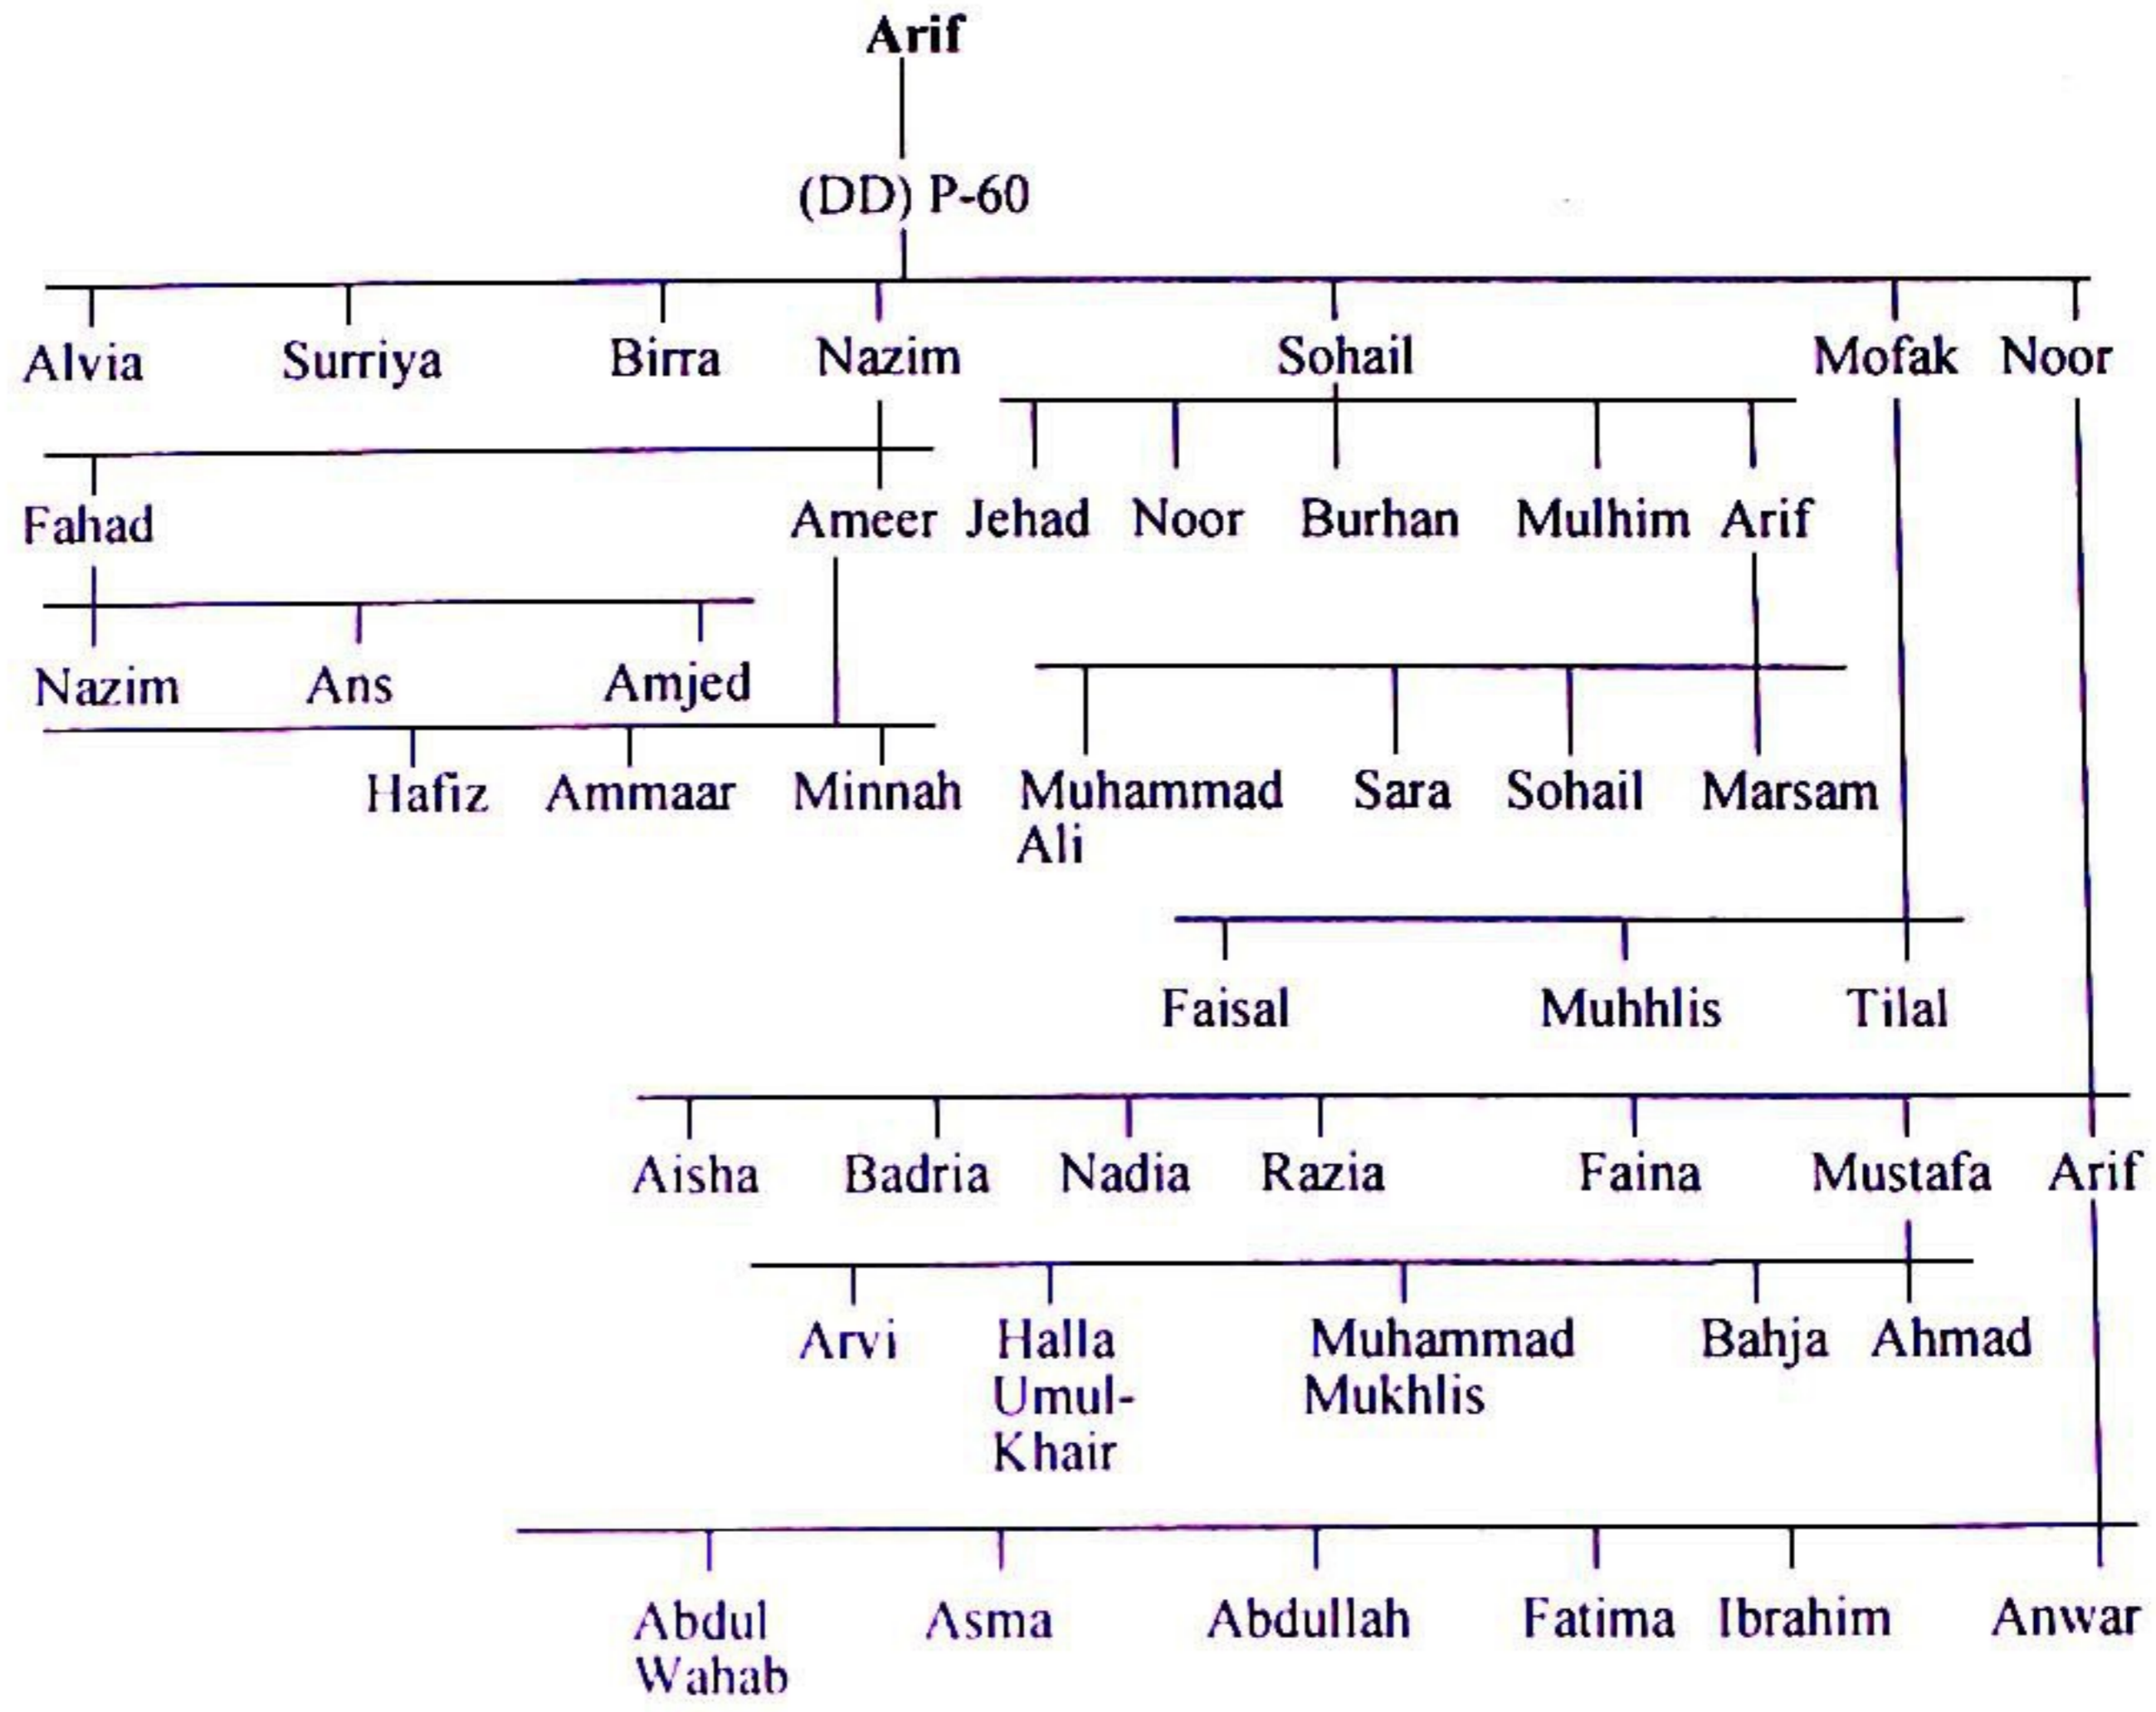 Arif
(DD) P-60
Alvia Surriya Birra Nazim Sohail Mofak Noor
Fahad Ameer Jehad Noor Burhan Mulhim Arif
Nazim Ans Amjed
Hafiz Ammaar Minnah Muhammad Sara Sohail Marsam
Ali
Faisal Muhhlis Tilal
Aisha Badria Nadia Razia Faina Mustafa Arif
Arvi Halla Muhammad Bahja Ahmad
Umul- Mukhlis
Khair
Abdul Asma Abdullah Fatima Ibrahim Anwar
Wahab